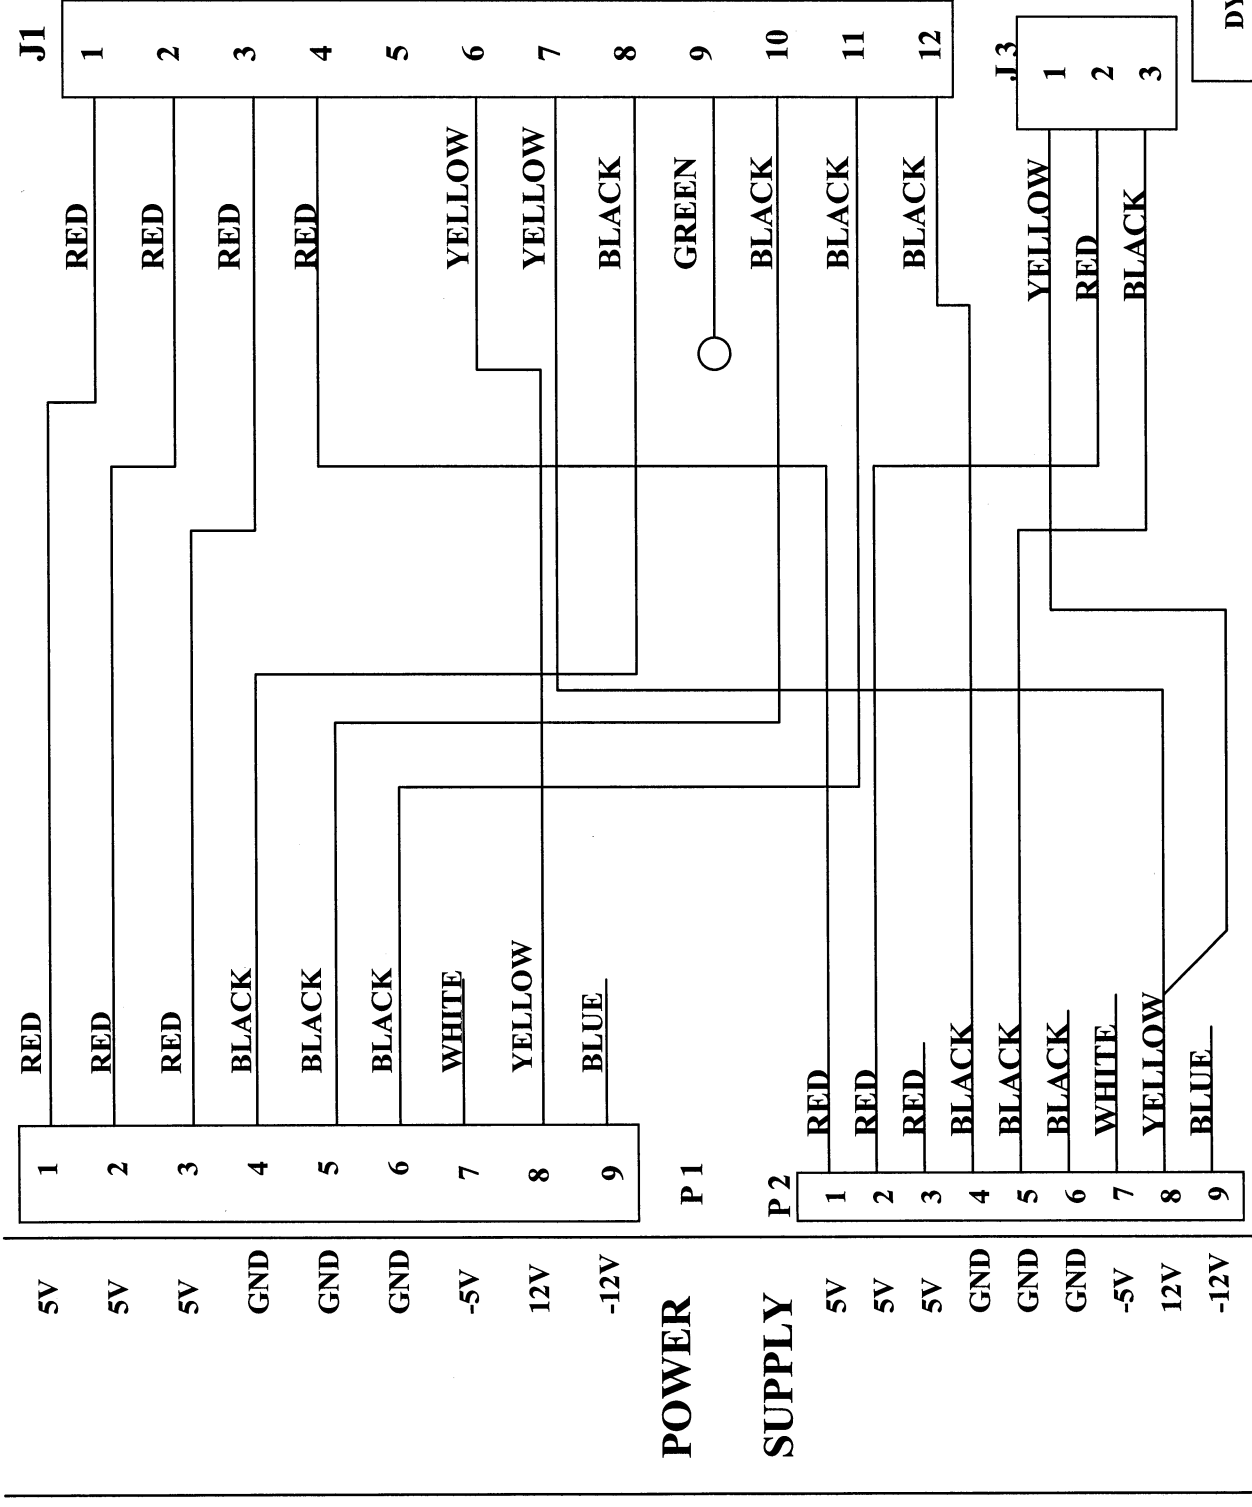 J1
1
2
3
4
5
6
7
8
9
10
11
12
RED
RED
RED
RED
YELLOW
YELLOW
BLACK
GREEN
BLACK
BLACK
BLACK
J 3
1
2
3
YELLOW
RED
BLACK
DY
RED
RED
RED
BLACK
BLACK
BLACK
WHITE
YELLOW
BLUE
1
2
3
4
5
6
7
8
9
P 1
5V
5V
5V
GND
GND
GND
-5V
12V
-12V
RED
RED
RED
BLACK
BLACK
BLACK
WHITE
YELLOW
BLUE
P 2
1
2
3
4
5
6
7
8
9
5V
5V
5V
GND
GND
GND
-5V
12V
-12V
POWER
SUPPLY